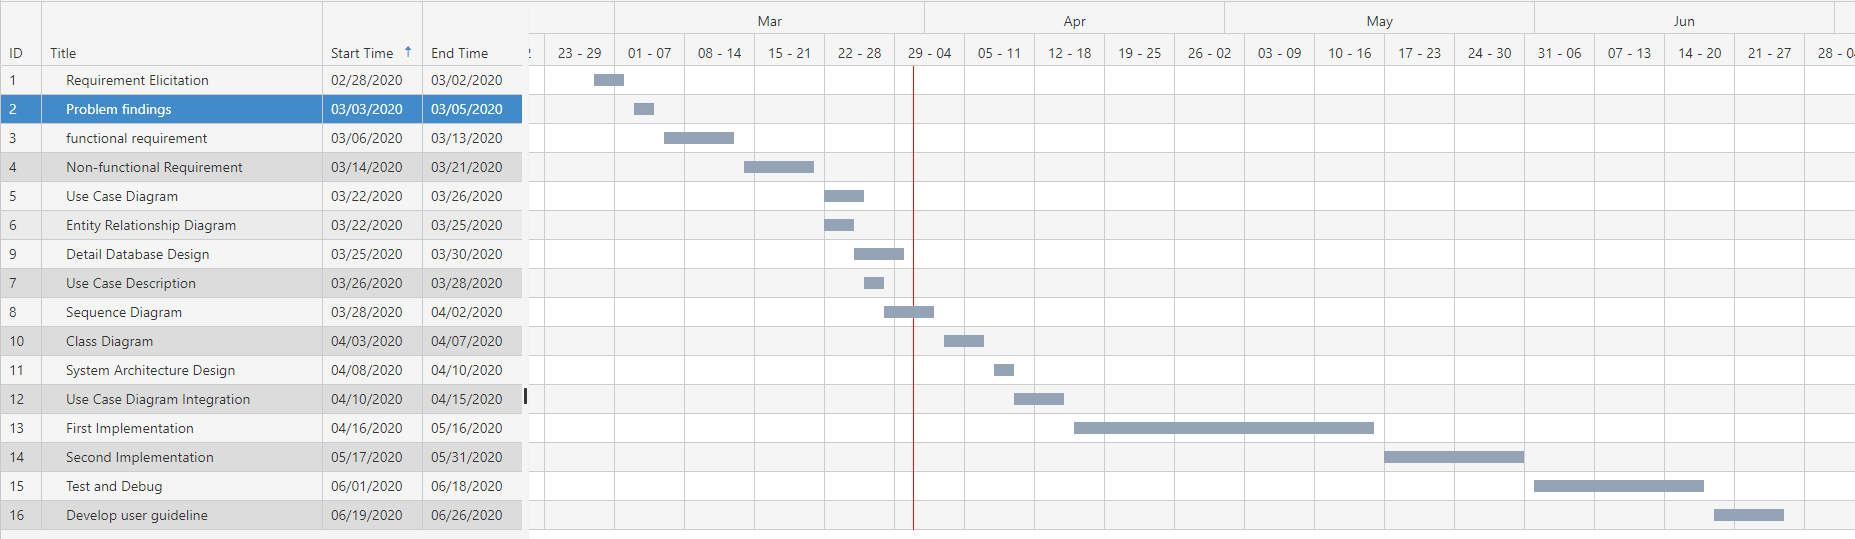 Mar Apr May Jun
ID Title Start Time ↑ End Time 2 23 - 29 01 - 07 08 - 14 15 - 21 22 - 28 29 - 04 05 - 11 12 - 18 19 - 25 26 - 02 03 - 09 10 - 16 17 - 23 24 - 30 31 - 06 07 - 13 14 - 20 21 - 27 28 - 04
1 Requirement Elicitation 02/28/2020 03/02/2020
2 Problem findings 03/03/2020 03/05/2020
3 functional requirement 03/06/2020 03/13/2020
4 Non-functional Requirement 03/14/2020 03/21/2020
5 Use Case Diagram 03/22/2020 03/26/2020
6 Entity Relationship Diagram 03/22/2020 03/25/2020
9 Detail Database Design 03/25/2020 03/30/2020
7 Use Case Description 03/26/2020 03/28/2020
8 Sequence Diagram 03/28/2020 04/02/2020
10 Class Diagram 04/03/2020 04/07/2020
11 System Architecture Design 04/08/2020 04/10/2020
12 Use Case Diagram Integration 04/10/2020 04/15/2020
13 First Implementation 04/16/2020 05/16/2020
14 Second Implementation 05/17/2020 05/31/2020
15 Test and Debug 06/01/2020 06/18/2020
16 Develop user guideline 06/19/2020 06/26/2020